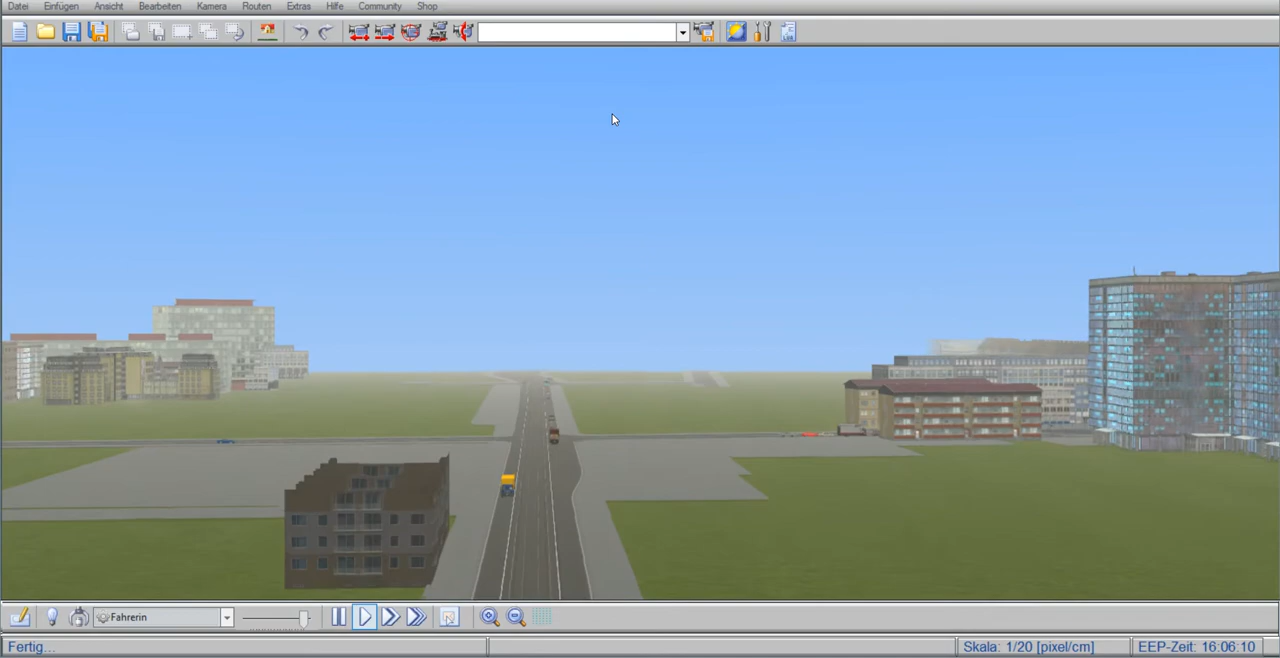 Datei Einfügen Ansicht Bearbeiten Kamera Routen Extras Hilfe Community Shop
LUA
Fahrerin
Fertig...
Skala: 1/20 [pixel/cm]
EEP-Zeit: 16:06:10